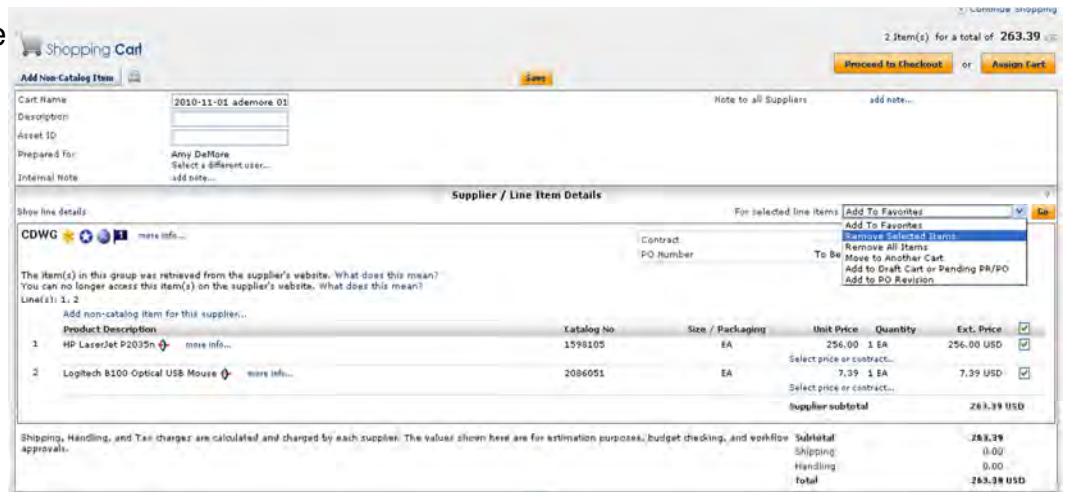 Continue Shopping
e
Shopping Cart
2 Item(s) for a total of 263.39 USD
Proceed to Checkout or Assign Cart
Add Non-Catalog Item
Save
Cart Name 2010-11-01 ademore 01 Note to all Suppliers add note...
Description
Asset ID
Prepared for Amy DeMore
Select a different user...
Internal Note add note...
Supplier / Line Item Details ?
Show line details For selected line items Add To Favorites Go
Add To Favorites
CDWG more info... Contract Remove Selected Items
Remove All Items
PO Number To Be Move to Another Cart
Add to Draft Cart or Pending PR/PO
Add to PO Revision
The item(s) in this group was retrieved from the supplier's website. What does this mean?
You can no longer access this item(s) on the supplier's website. What does this mean?
Line(s): 1, 2
Add non-catalog item for this supplier...
Product Description Catalog No Size / Packaging Unit Price Quantity Ext. Price
1 HP LaserJet P2035n more info... 1598105 EA 256.00 1 EA 256.00 USD
Select price or contract...
2 Logitech B100 Optical USB Mouse more info... 2086051 EA 7.39 1 EA 7.39 USD
Select price or contract...
Supplier subtotal 263.39 USD
Shipping, Handling, and Tax charges are calculated and charged by each supplier. The values shown here are for estimation purposes, budget checking, and workflow Subtotal 263.39
approvals. Shipping 0.00
Handling 0.00
Total 263.39 USD